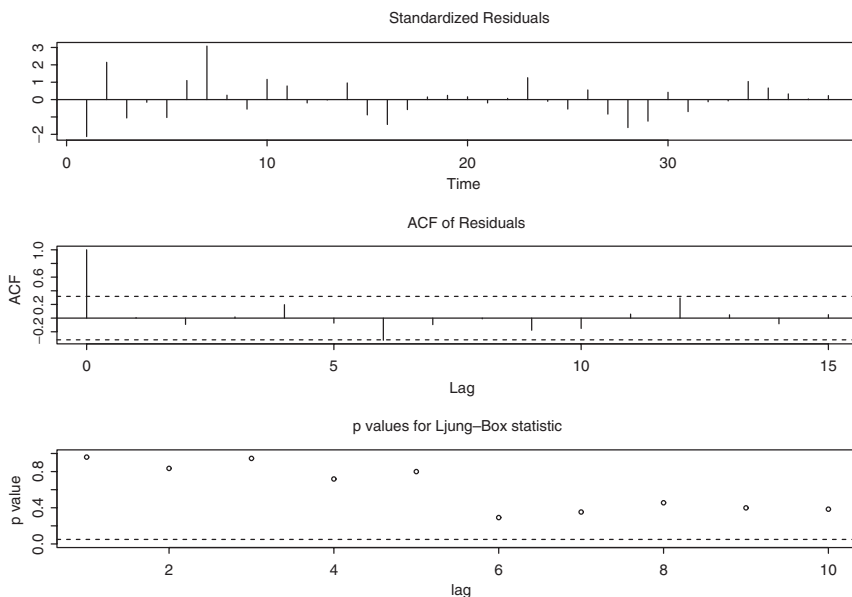 Standardized Residuals
3
2
1
0
−2
0 10 20 30
Time
ACF of Residuals
ACF
1.0
0.6
0.2
−0.2
0 5 10 15
Lag
p values for Ljung–Box statistic
p value
0.8
0.4
0.0
2 4 6 8 10
lag